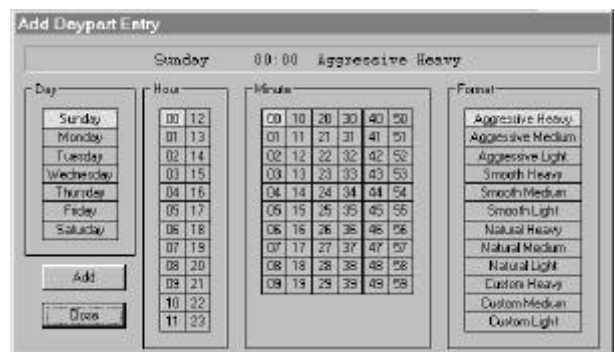 Add Daypart Entry
Sunday 00:00 Aggressive Heavy
Day Hour Minute Format
Sunday 00 12 00 10 20 30 40 50 Aggressive Heavy
Monday 01 13 01 11 21 31 41 51 Aggressive Medium
Tuesday 02 14 02 12 22 32 42 52 Aggressive Light
Wednesday 03 15 03 13 23 33 43 53 Smooth Heavy
Thursday 04 16 04 14 24 34 44 54 Smooth Medium
Friday 05 17 05 15 25 35 45 55 Smooth Light
Saturday 06 18 06 16 26 36 46 56 Natural Heavy
07 19 07 17 27 37 47 57 Natural Medium
08 20 08 18 28 38 48 58 Natural Light
Add 09 21 09 19 29 39 49 59 Custom Heavy
10 22 Custom Medium
Close 11 23 Custom Light